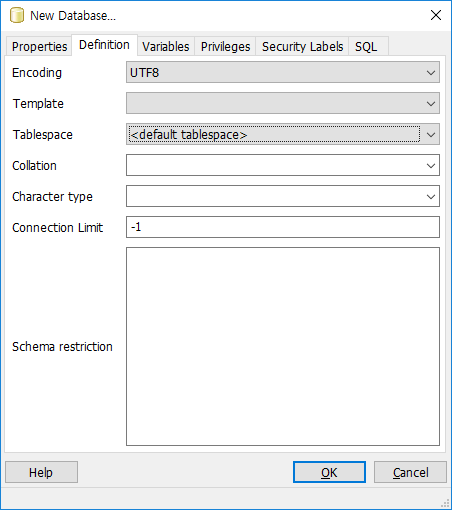 New Database...
Properties Definition Variables Privileges Security Labels SQL
Encoding UTF8
Template
Tablespace <default tablespace>
Collation
Character type
Connection Limit -1
Schema restriction
Help OK Cancel